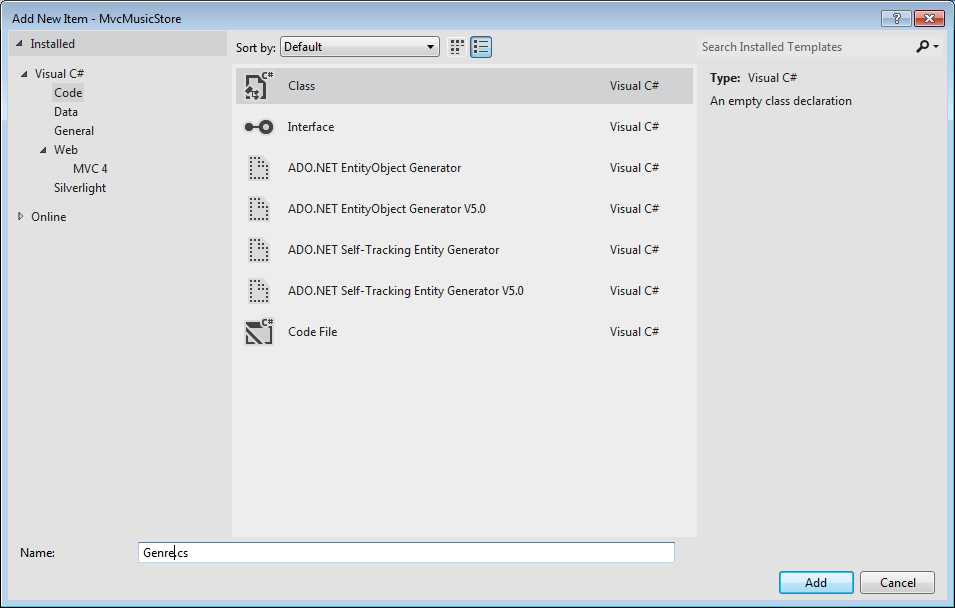 Add New Item - MvcMusicStore
?
Installed
Sort by: Default
Search Installed Templates
Visual C#
Code
Data
General
Web
MVC 4
Silverlight
Online
C# Class Visual C#
Interface Visual C#
ADO.NET EntityObject Generator Visual C#
ADO.NET EntityObject Generator V5.0 Visual C#
ADO.NET Self-Tracking Entity Generator Visual C#
ADO.NET Self-Tracking Entity Generator V5.0 Visual C#
C# Code File Visual C#
Type: Visual C#
An empty class declaration
Name: Genre.cs
Add Cancel